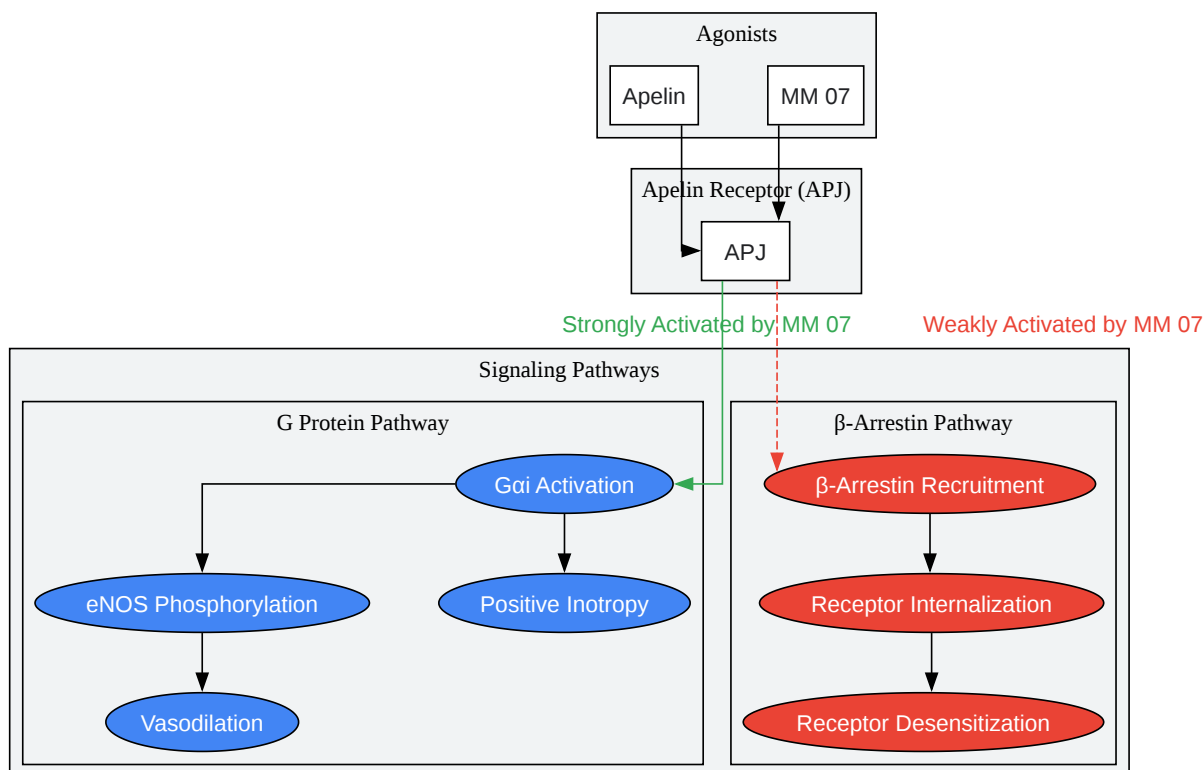 Agonists
Apelin
MM 07
Apelin Receptor (APJ)
APJ
Strongly Activated by MM 07
Weakly Activated by MM 07
Signaling Pathways
G Protein Pathway
β-Arrestin Pathway
Gαi Activation
β-Arrestin Recruitment
eNOS Phosphorylation
Positive Inotropy
Receptor Internalization
Vasodilation
Receptor Desensitization